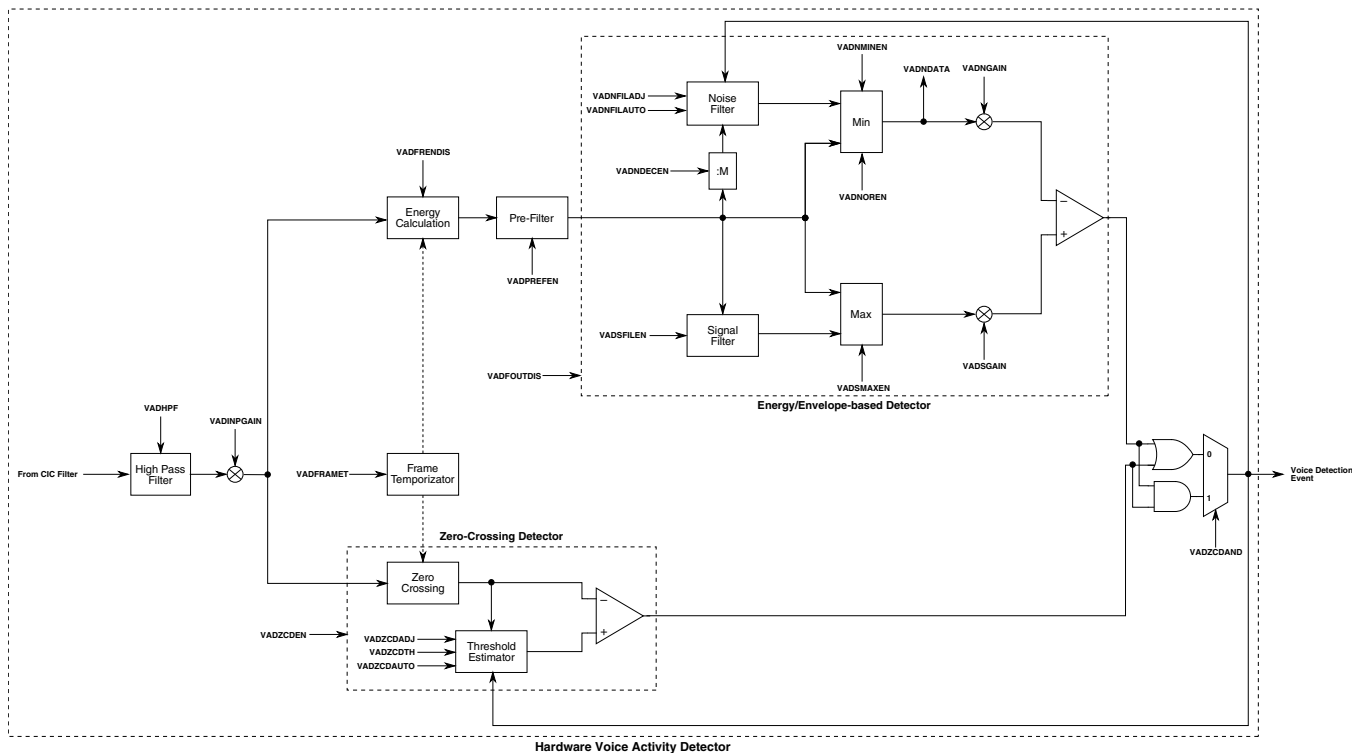 VADNMINEN
VADNDATA
VADNGAIN
VADNFILADJ
VADNFILAUTO
Noise
Filter
Min
VADFRENDIS
VADNDECEN
:M
VADNOREN
Energy
Calculation
Pre-Filter
−
+
VADPREFEN
Max
VADSFILEN
Signal
Filter
VADSGAIN
VADFOUTDIS
VADSMAXEN
Energy/Envelope-based Detector
VADHPF
VADINPGAIN
From CIC Filter
High Pass
Filter
VADFRAMET
Frame
Temporizator
0
1
Voice Detection
Event
VADZCDAND
Zero-Crossing Detector
Zero
Crossing
−
+
VADZCDEN
VADZCDADJ
VADZCDTH
VADZCDAUTO
Threshold
Estimator
Hardware Voice Activity Detector